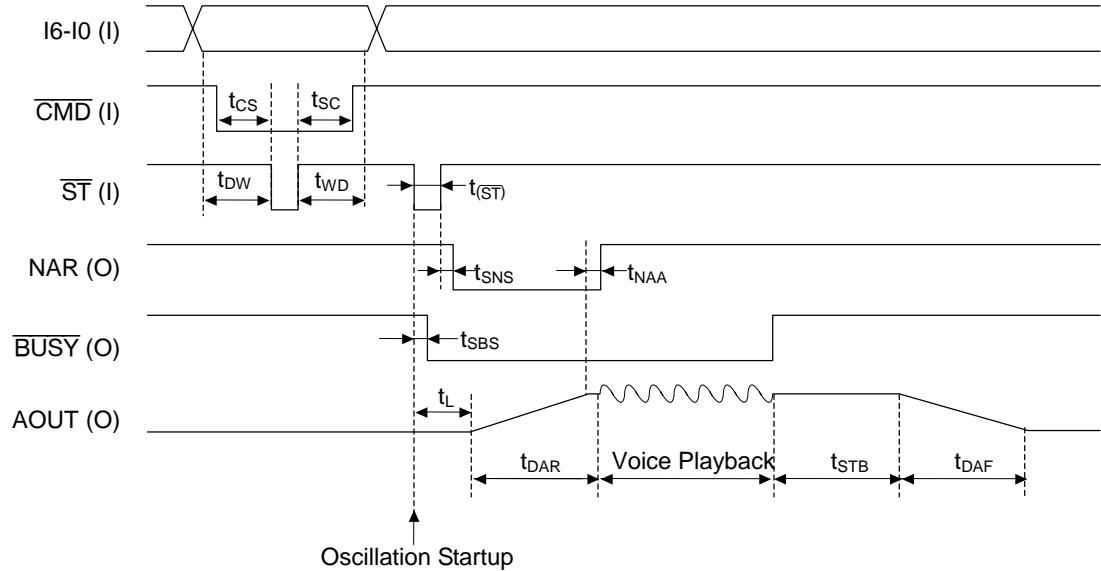 I6-I0 (I)
CMD (I)
tCS
tSC
ST (I)
tDW
tWD
t(ST)
NAR (O)
tSNS
tNAA
BUSY (O)
tSBS
AOUT (O)
tL
tDAR
Voice Playback
tSTB
tDAF
Oscillation Startup